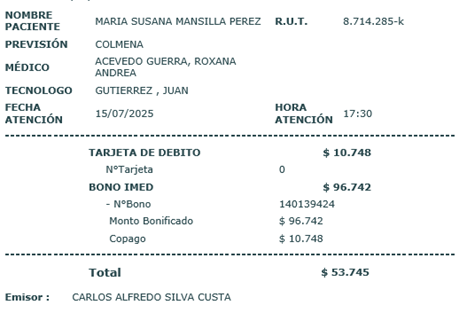 NOMBRE PACIENTE MARIA SUSANA MANSILLA PEREZ R.U.T. 8.714.285-k
PREVISIÓN COLMENA
MÉDICO ACEVEDO GUERRA, ROXANA ANDREA
TECNOLOGO GUTIERREZ , JUAN
FECHA ATENCIÓN 15/07/2025 HORA ATENCIÓN 17:30
TARJETA DE DEBITO $ 10.748
N°Tarjeta 0
BONO IMED $ 96.742
- N°Bono 140139424
Monto Bonificado $ 96.742
Copago $ 10.748
Total $ 53.745
Emisor : CARLOS ALFREDO SILVA CUSTA